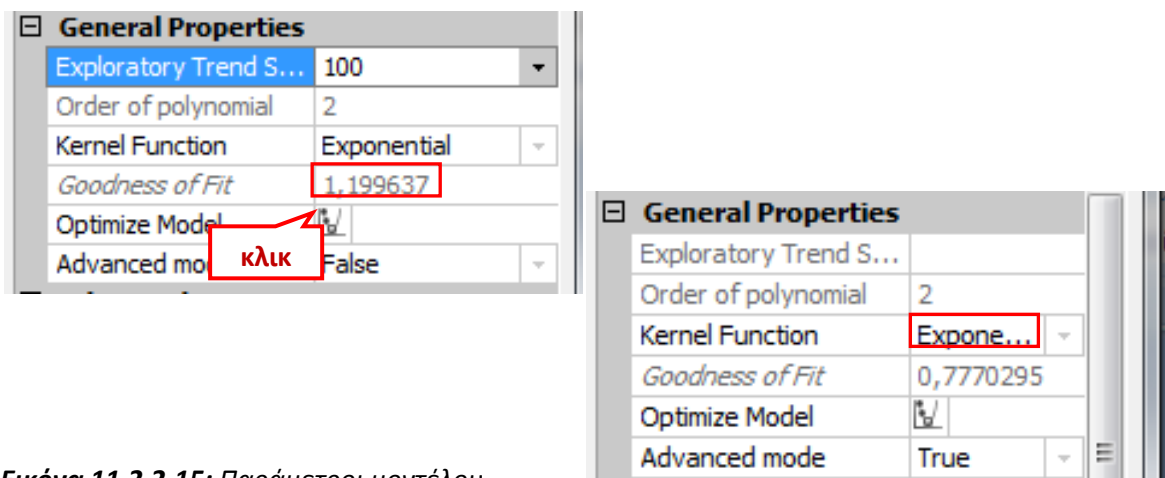 General Properties
Exploratory Trend S... 100
Order of polynomial 2
Kernel Function Exponential
Goodness of Fit 1,199637
Optimize Model
κλικ
Advanced mo False
General Properties
Exploratory Trend S...
Order of polynomial 2
Kernel Function Expone...
Goodness of Fit 0,7770295
Optimize Model
Advanced mode True